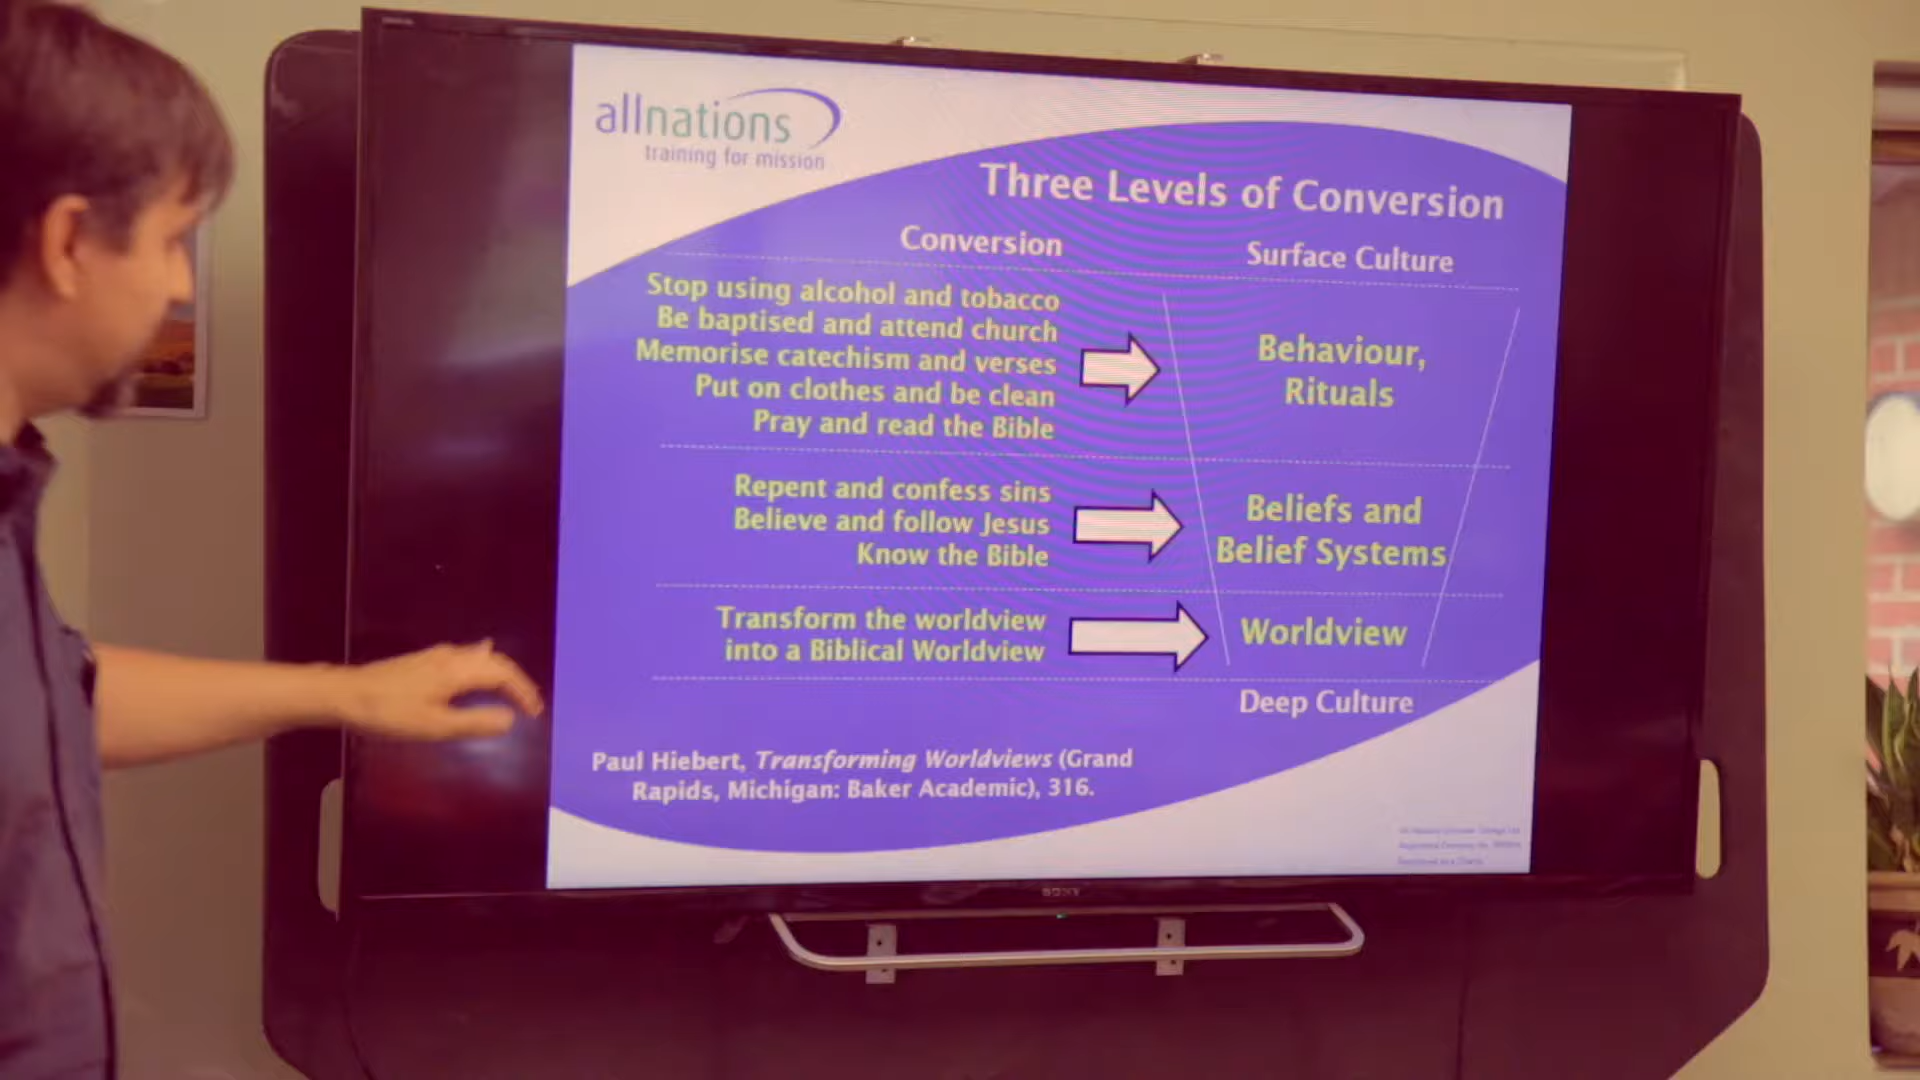 allnations
training for mission
Three Levels of Conversion
Conversion
Surface Culture
Stop using alcohol and tobacco
Be baptised and attend church
Memorise catechism and verses
Put on clothes and be clean
Pray and read the Bible
Behaviour,
Rituals
Repent and confess sins
Believe and follow Jesus
Know the Bible
Beliefs and
Belief Systems
Transform the worldview
into a Biblical Worldview
Worldview
Deep Culture
Paul Hiebert, Transforming Worldviews (Grand
Rapids, Michigan: Baker Academic), 316.
SONY